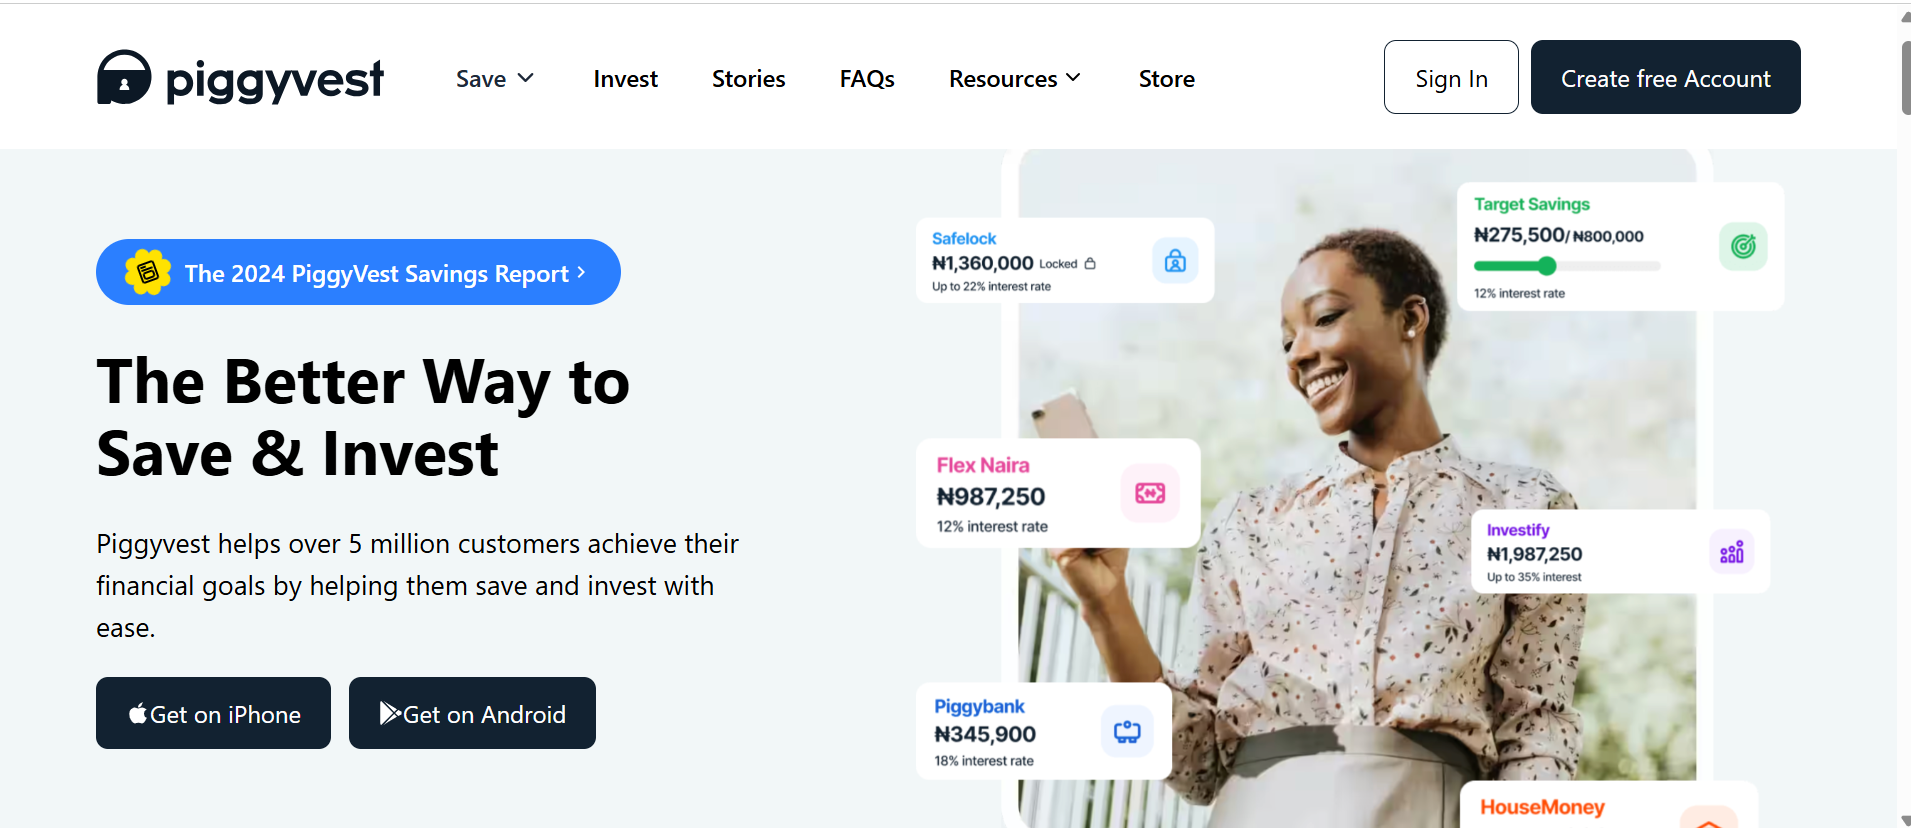 piggyvest
Save
Invest
Stories
FAQs
Resources
Store
Sign In
Create free Account
The 2024 PiggyVest Savings Report
The Better Way to
Save & Invest
Piggyvest helps over 5 million customers achieve their
financial goals by helping them save and invest with
ease.
Get on iPhone
Get on Android
Safelock
₦1,360,000 Locked
Up to 22% interest rate
Target Savings
₦275,500/ ₦800,000
12% interest rate
Flex Naira
₦987,250
12% interest rate
Investify
₦1,987,250
Up to 35% interest
Piggybank
₦345,900
18% interest rate
HouseMoney